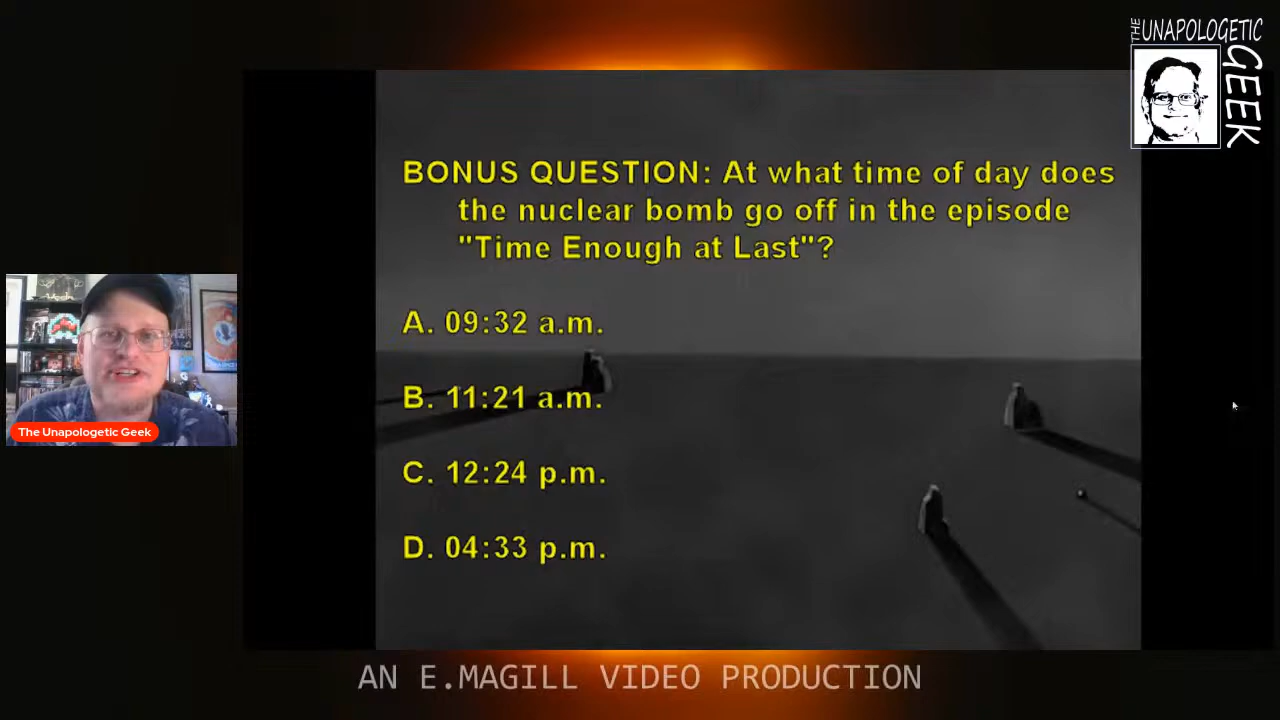 THE
UNAPOLOGETIC
GEEK
BONUS QUESTION: At what time of day does
the nuclear bomb go off in the episode
"Time Enough at Last"?
A. 09:32 a.m.
B. 11:21 a.m.
C. 12:24 p.m.
D. 04:33 p.m.
The Unapologetic Geek
AN E.MAGILL VIDEO PRODUCTION